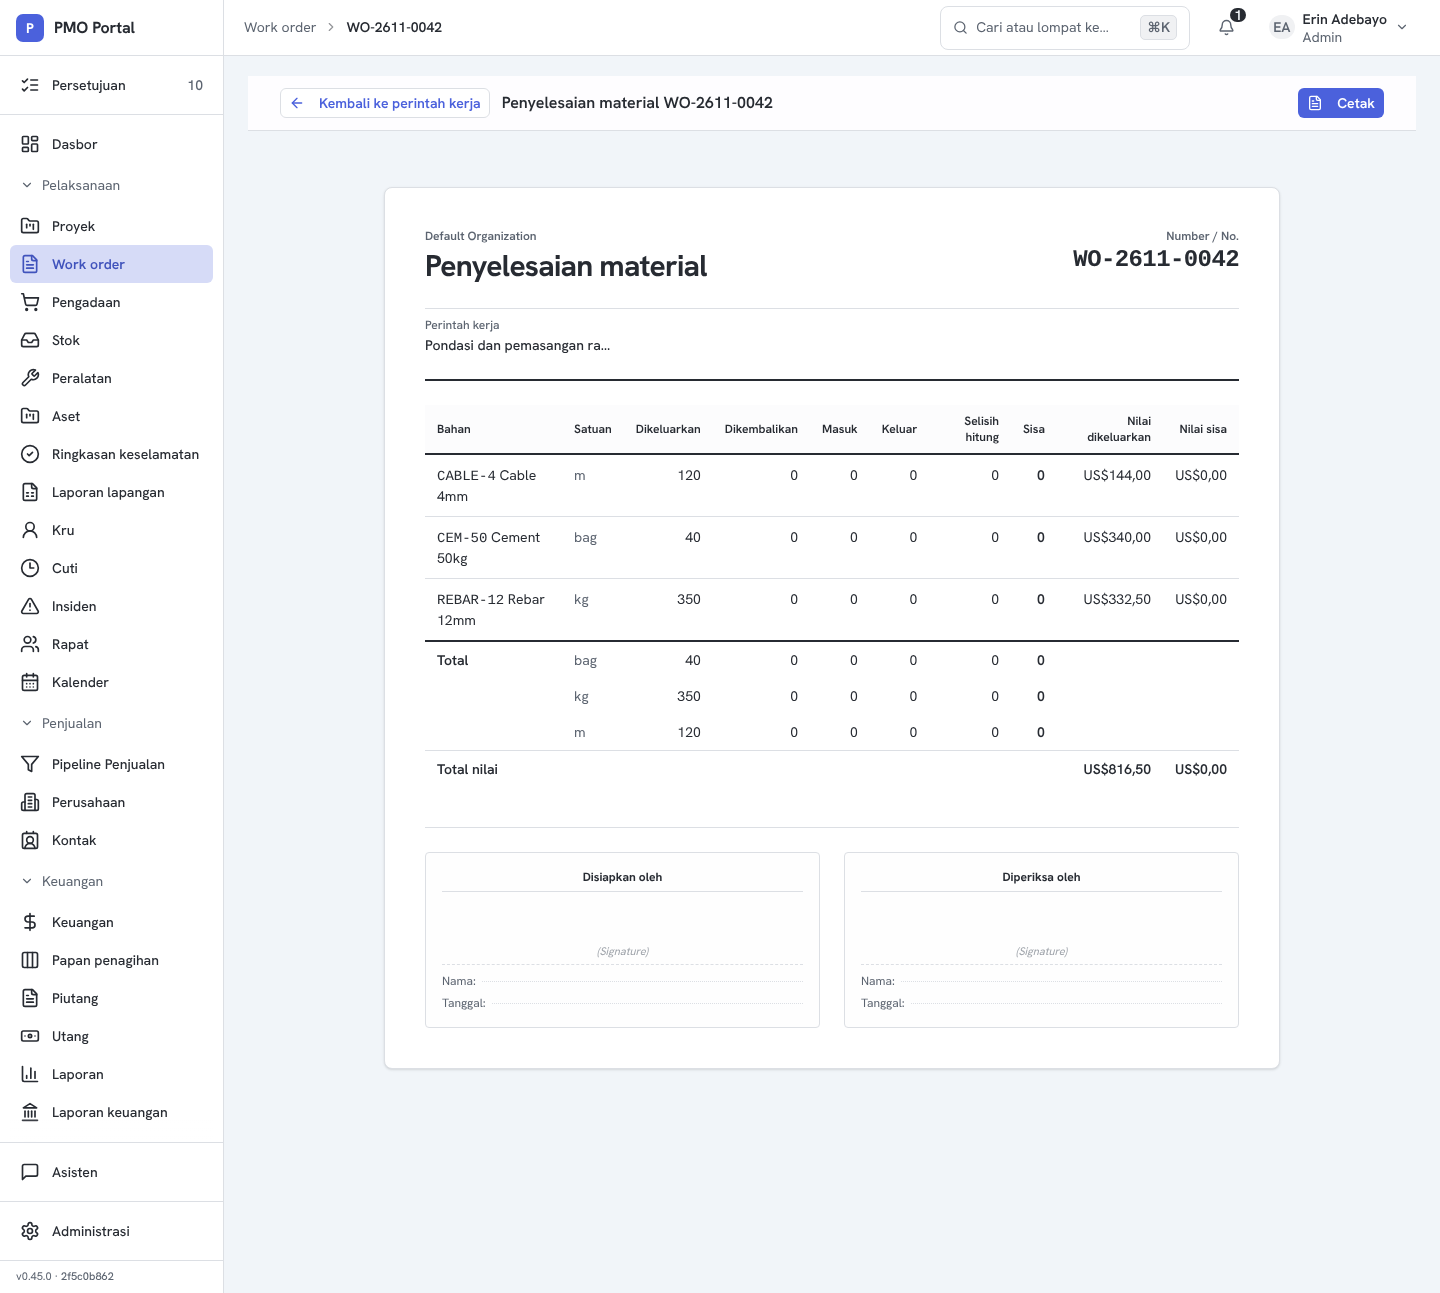 P PMO Portal
Work order > WO-2611-0042
Cari atau lompat ke... ⌘K
1
EA Erin Adebayo
Admin
Persetujuan 10
Dasbor
Pelaksanaan
Proyek
Work order
Pengadaan
Stok
Peralatan
Aset
Ringkasan keselamatan
Laporan lapangan
Kru
Cuti
Insiden
Rapat
Kalender
Penjualan
Pipeline Penjualan
Perusahaan
Kontak
Keuangan
Keuangan
Papan penagihan
Piutang
Utang
Laporan
Laporan keuangan
Asisten
Administrasi
v0.45.0 · 2f5c0b862
Kembali ke perintah kerja Penyelesaian material WO-2611-0042 Cetak
Default Organization
Penyelesaian material
Number / No.
WO-2611-0042
Perintah kerja
Pondasi dan pemasangan ra...
Bahan Satuan Dikeluarkan Dikembalikan Masuk Keluar Selisih hitung Sisa Nilai dikeluarkan Nilai sisa
CABLE-4 Cable 4mm m 120 0 0 0 0 0 US$144,00 US$0,00
CEM-50 Cement 50kg bag 40 0 0 0 0 0 US$340,00 US$0,00
REBAR-12 Rebar 12mm kg 350 0 0 0 0 0 US$332,50 US$0,00
Total bag 40 0 0 0 0 0
kg 350 0 0 0 0 0
m 120 0 0 0 0 0
Total nilai US$816,50 US$0,00
Disiapkan oleh
(Signature)
Nama:
Tanggal:
Diperiksa oleh
(Signature)
Nama:
Tanggal: